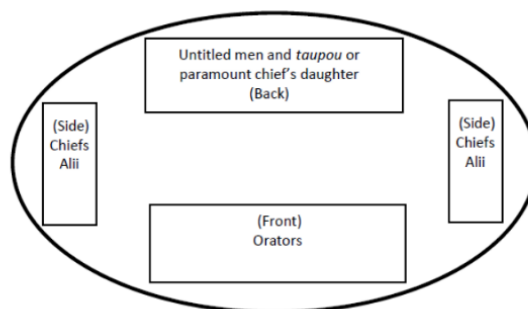 Untitled men and taupou or
paramount chief's daughter
(Back)
(Side)
Chiefs
Alii
(Side)
Chiefs
Alii
(Front)
Orators